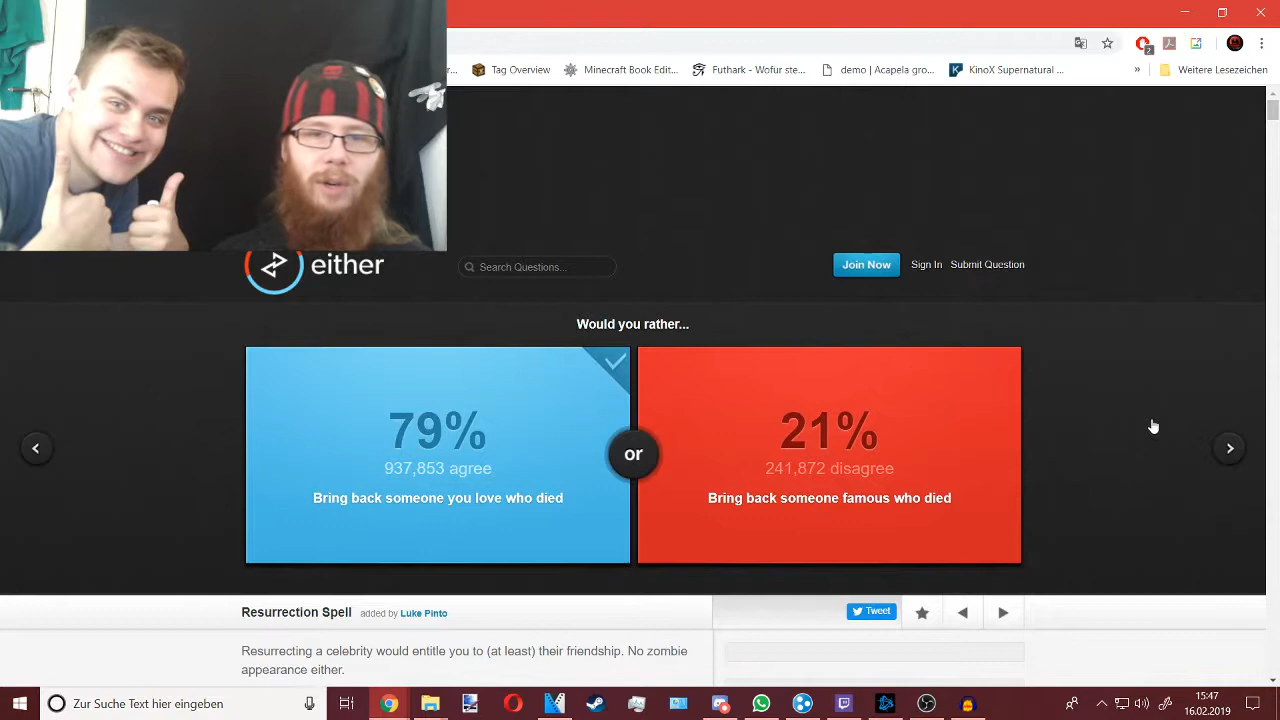 Tag Overview
Minecraft Book Edit...
Futhark - Wofur ste...
demo | Acapela gro...
KinoX Supernatural ...
»
Weitere Lesezeichen
either
Search Questions...
Join Now
Sign In
Submit Question
Would you rather...
79%
937,853 agree
Bring back someone you love who died
or
21%
241,872 disagree
Bring back someone famous who died
Resurrection Spell added by Luke Pinto
Tweet
Resurrecting a celebrity would entitle you to (at least) their friendship. No zombie
appearance either.
Zur Suche Text hier eingeben
15:47
16.02.2019